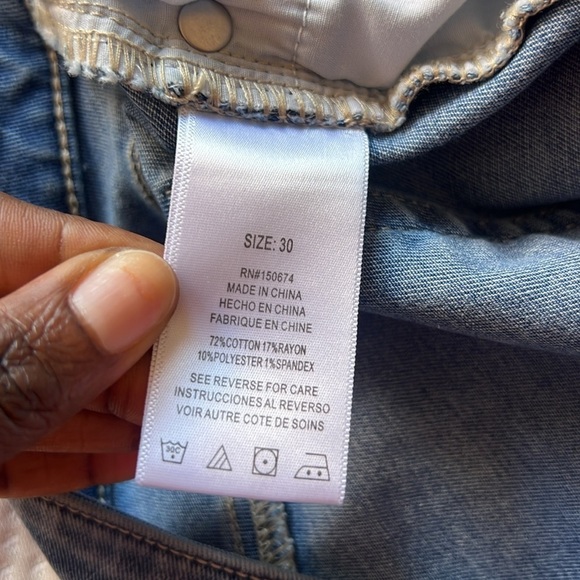 SIZE: 30
RN#150674
MADE IN CHINA
HECHO EN CHINA
FABRIQUE EN CHINE
72%COTTON 17%RAYON
10%POLYESTER 1%SPANDEX
SEE REVERSE FOR CARE
INSTRUCCIONES AL REVERSO
VOIR AUTRE COTE DE SOINS
30C